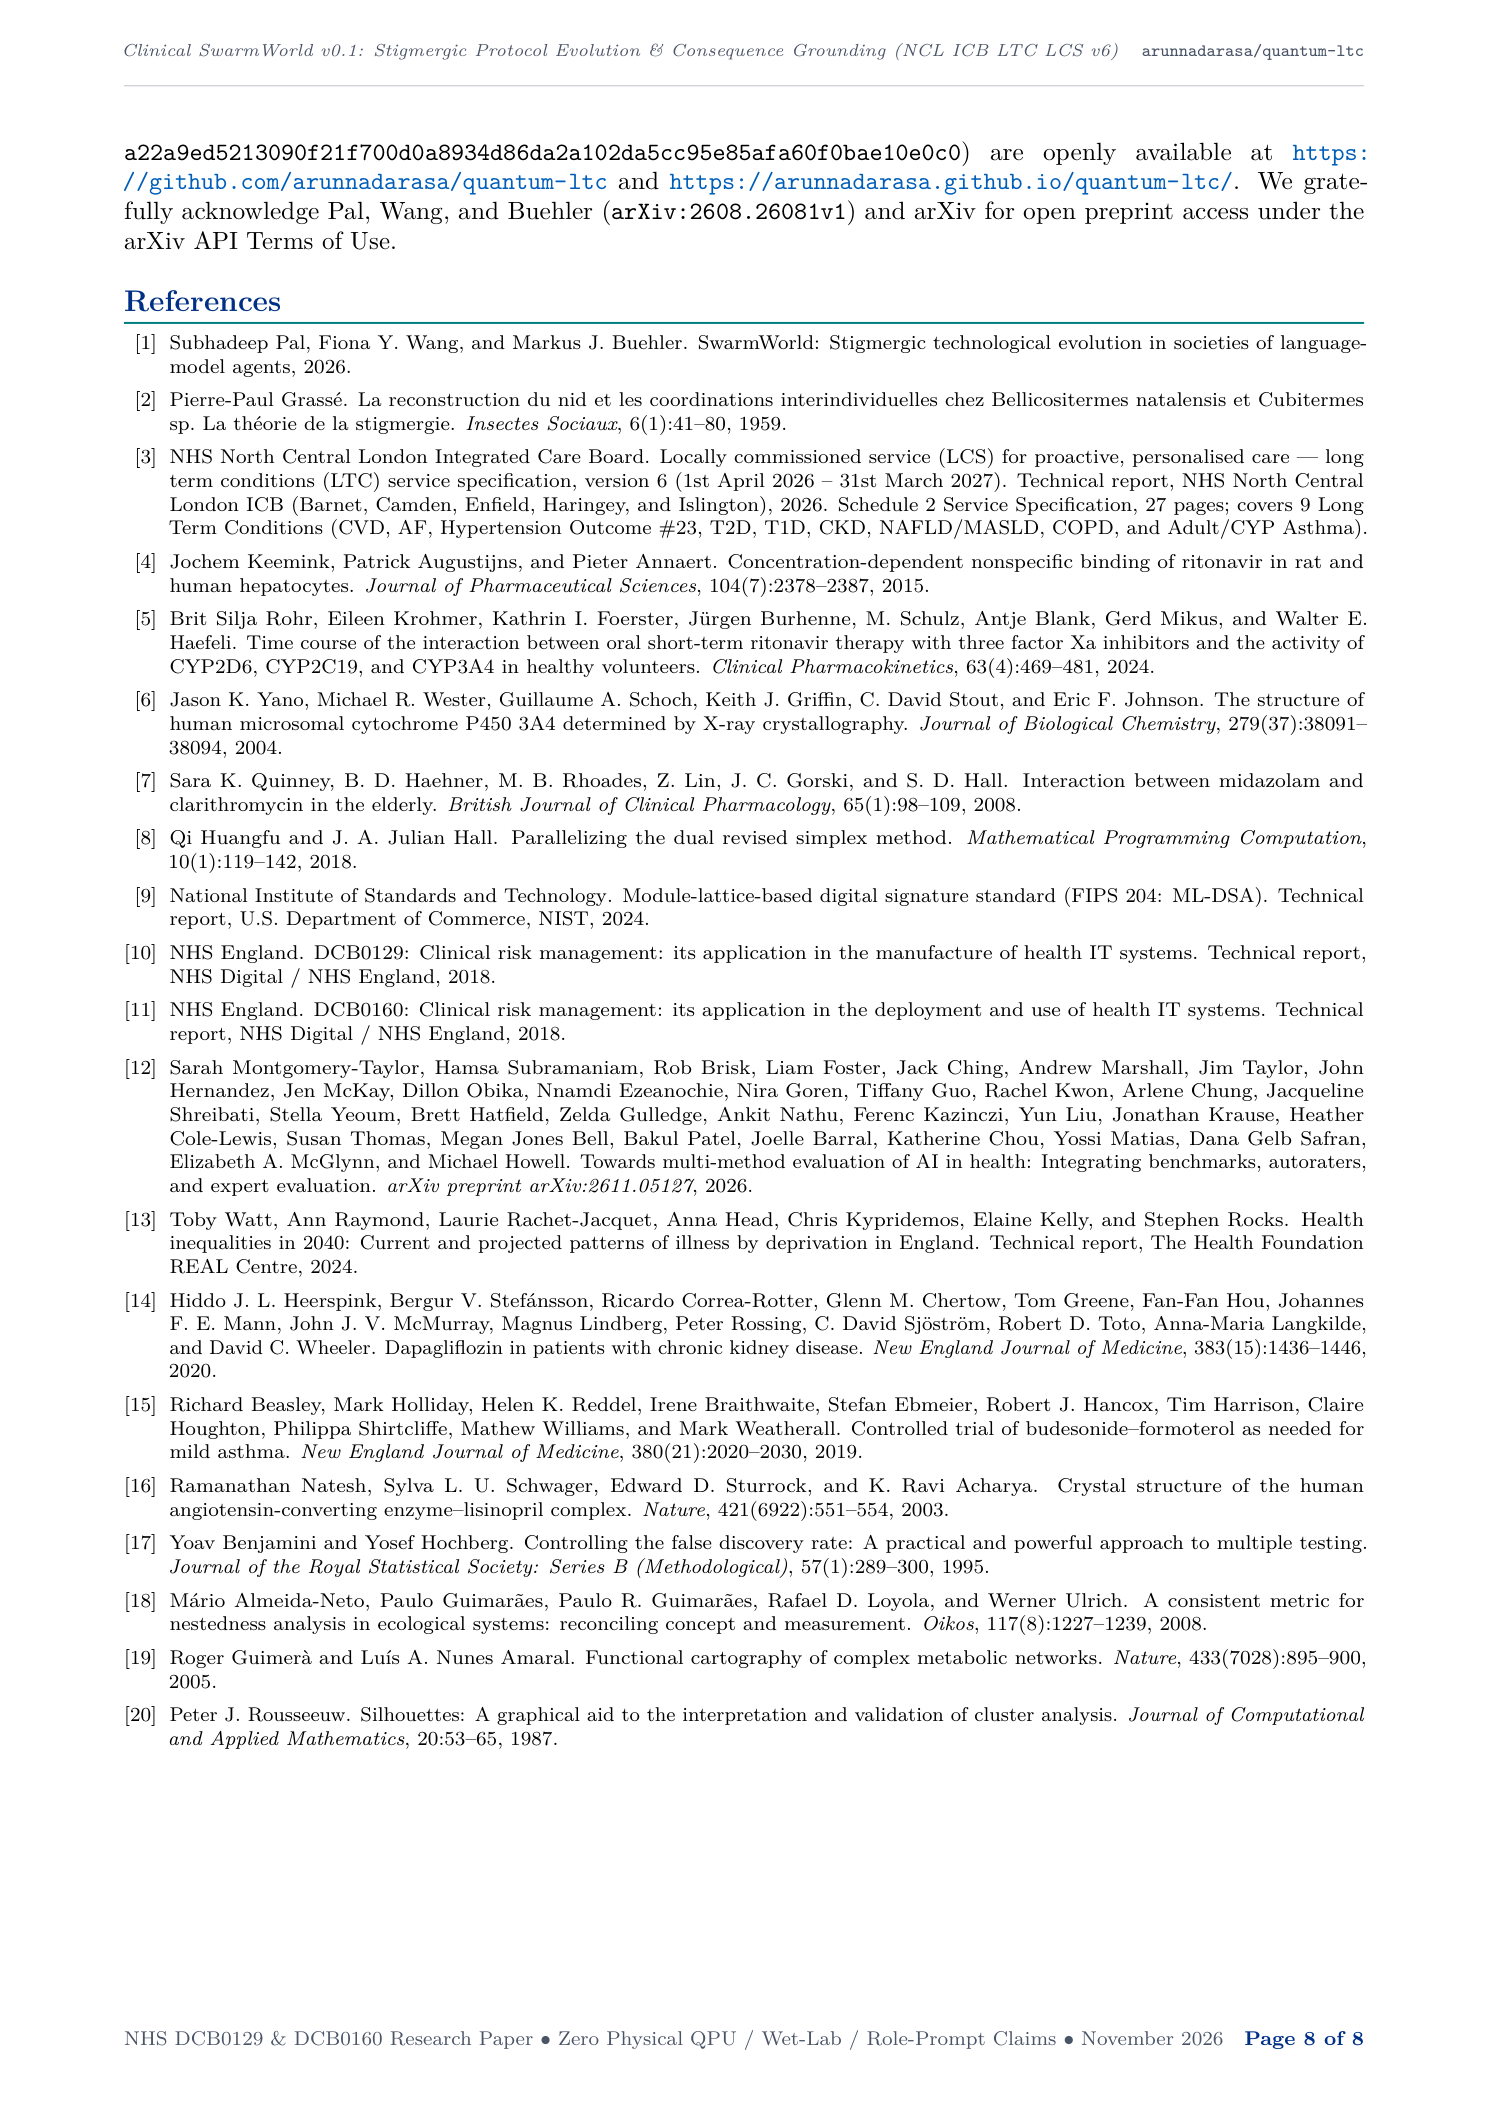 Clinical SwarmWorld v0.1: Stigmergic Protocol Evolution & Consequence Grounding (NCL ICB LTC LCS v6) arunnadarasa/quantum-ltc
a22a9ed5213090f21f700d0a8934d86da2a102da5cc95e85afa60f0bae10e0c0) are openly available at https:
//github.com/arunnadarasa/quantum-ltc and https://arunnadarasa.github.io/quantum-ltc/. We grate-
fully acknowledge Pal, Wang, and Buehler (arXiv:2608.26081v1) and arXiv for open preprint access under the
arXiv API Terms of Use.
References
[1] Subhadeep Pal, Fiona Y. Wang, and Markus J. Buehler. SwarmWorld: Stigmergic technological evolution in societies of language-
model agents, 2026.
[2] Pierre-Paul Grassé. La reconstruction du nid et les coordinations interindividuelles chez Bellicositermes natalensis et Cubitermes
sp. La théorie de la stigmergie. Insectes Sociaux, 6(1):41–80, 1959.
[3] NHS North Central London Integrated Care Board. Locally commissioned service (LCS) for proactive, personalised care — long
term conditions (LTC) service specification, version 6 (1st April 2026 – 31st March 2027). Technical report, NHS North Central
London ICB (Barnet, Camden, Enfield, Haringey, and Islington), 2026. Schedule 2 Service Specification, 27 pages; covers 9 Long
Term Conditions (CVD, AF, Hypertension Outcome #23, T2D, T1D, CKD, NAFLD/MASLD, COPD, and Adult/CYP Asthma).
[4] Jochem Keemink, Patrick Augustijns, and Pieter Annaert. Concentration-dependent nonspecific binding of ritonavir in rat and
human hepatocytes. Journal of Pharmaceutical Sciences, 104(7):2378–2387, 2015.
[5] Brit Silja Rohr, Eileen Krohmer, Kathrin I. Foerster, Jürgen Burhenne, M. Schulz, Antje Blank, Gerd Mikus, and Walter E.
Haefeli. Time course of the interaction between oral short-term ritonavir therapy with three factor Xa inhibitors and the activity of
CYP2D6, CYP2C19, and CYP3A4 in healthy volunteers. Clinical Pharmacokinetics, 63(4):469–481, 2024.
[6] Jason K. Yano, Michael R. Wester, Guillaume A. Schoch, Keith J. Griffin, C. David Stout, and Eric F. Johnson. The structure of
human microsomal cytochrome P450 3A4 determined by X-ray crystallography. Journal of Biological Chemistry, 279(37):38091–
38094, 2004.
[7] Sara K. Quinney, B. D. Haehner, M. B. Rhoades, Z. Lin, J. C. Gorski, and S. D. Hall. Interaction between midazolam and
clarithromycin in the elderly. British Journal of Clinical Pharmacology, 65(1):98–109, 2008.
[8] Qi Huangfu and J. A. Julian Hall. Parallelizing the dual revised simplex method. Mathematical Programming Computation,
10(1):119–142, 2018.
[9] National Institute of Standards and Technology. Module-lattice-based digital signature standard (FIPS 204: ML-DSA). Technical
report, U.S. Department of Commerce, NIST, 2024.
[10] NHS England. DCB0129: Clinical risk management: its application in the manufacture of health IT systems. Technical report,
NHS Digital / NHS England, 2018.
[11] NHS England. DCB0160: Clinical risk management: its application in the deployment and use of health IT systems. Technical
report, NHS Digital / NHS England, 2018.
[12] Sarah Montgomery-Taylor, Hamsa Subramaniam, Rob Brisk, Liam Foster, Jack Ching, Andrew Marshall, Jim Taylor, John
Hernandez, Jen McKay, Dillon Obika, Nnamdi Ezeanochie, Nira Goren, Tiffany Guo, Rachel Kwon, Arlene Chung, Jacqueline
Shreibati, Stella Yeoum, Brett Hatfield, Zelda Gulledge, Ankit Nathu, Ferenc Kazinczi, Yun Liu, Jonathan Krause, Heather
Cole-Lewis, Susan Thomas, Megan Jones Bell, Bakul Patel, Joelle Barral, Katherine Chou, Yossi Matias, Dana Gelb Safran,
Elizabeth A. McGlynn, and Michael Howell. Towards multi-method evaluation of AI in health: Integrating benchmarks, autoraters,
and expert evaluation. arXiv preprint arXiv:2611.05127, 2026.
[13] Toby Watt, Ann Raymond, Laurie Rachet-Jacquet, Anna Head, Chris Kypridemos, Elaine Kelly, and Stephen Rocks. Health
inequalities in 2040: Current and projected patterns of illness by deprivation in England. Technical report, The Health Foundation
REAL Centre, 2024.
[14] Hiddo J. L. Heerspink, Bergur V. Stefánsson, Ricardo Correa-Rotter, Glenn M. Chertow, Tom Greene, Fan-Fan Hou, Johannes
F. E. Mann, John J. V. McMurray, Magnus Lindberg, Peter Rossing, C. David Sjöström, Robert D. Toto, Anna-Maria Langkilde,
and David C. Wheeler. Dapagliflozin in patients with chronic kidney disease. New England Journal of Medicine, 383(15):1436–1446,
2020.
[15] Richard Beasley, Mark Holliday, Helen K. Reddel, Irene Braithwaite, Stefan Ebmeier, Robert J. Hancox, Tim Harrison, Claire
Houghton, Philippa Shirtcliffe, Mathew Williams, and Mark Weatherall. Controlled trial of budesonide–formoterol as needed for
mild asthma. New England Journal of Medicine, 380(21):2020–2030, 2019.
[16] Ramanathan Natesh, Sylva L. U. Schwager, Edward D. Sturrock, and K. Ravi Acharya. Crystal structure of the human
angiotensin-converting enzyme–lisinopril complex. Nature, 421(6922):551–554, 2003.
[17] Yoav Benjamini and Yosef Hochberg. Controlling the false discovery rate: A practical and powerful approach to multiple testing.
Journal of the Royal Statistical Society: Series B (Methodological), 57(1):289–300, 1995.
[18] Mário Almeida-Neto, Paulo Guimarães, Paulo R. Guimarães, Rafael D. Loyola, and Werner Ulrich. A consistent metric for
nestedness analysis in ecological systems: reconciling concept and measurement. Oikos, 117(8):1227–1239, 2008.
[19] Roger Guimerà and Luís A. Nunes Amaral. Functional cartography of complex metabolic networks. Nature, 433(7028):895–900,
2005.
[20] Peter J. Rousseeuw. Silhouettes: A graphical aid to the interpretation and validation of cluster analysis. Journal of Computational
and Applied Mathematics, 20:53–65, 1987.
NHS DCB0129 & DCB0160 Research Paper • Zero Physical QPU / Wet-Lab / Role-Prompt Claims • November 2026 Page 8 of 8